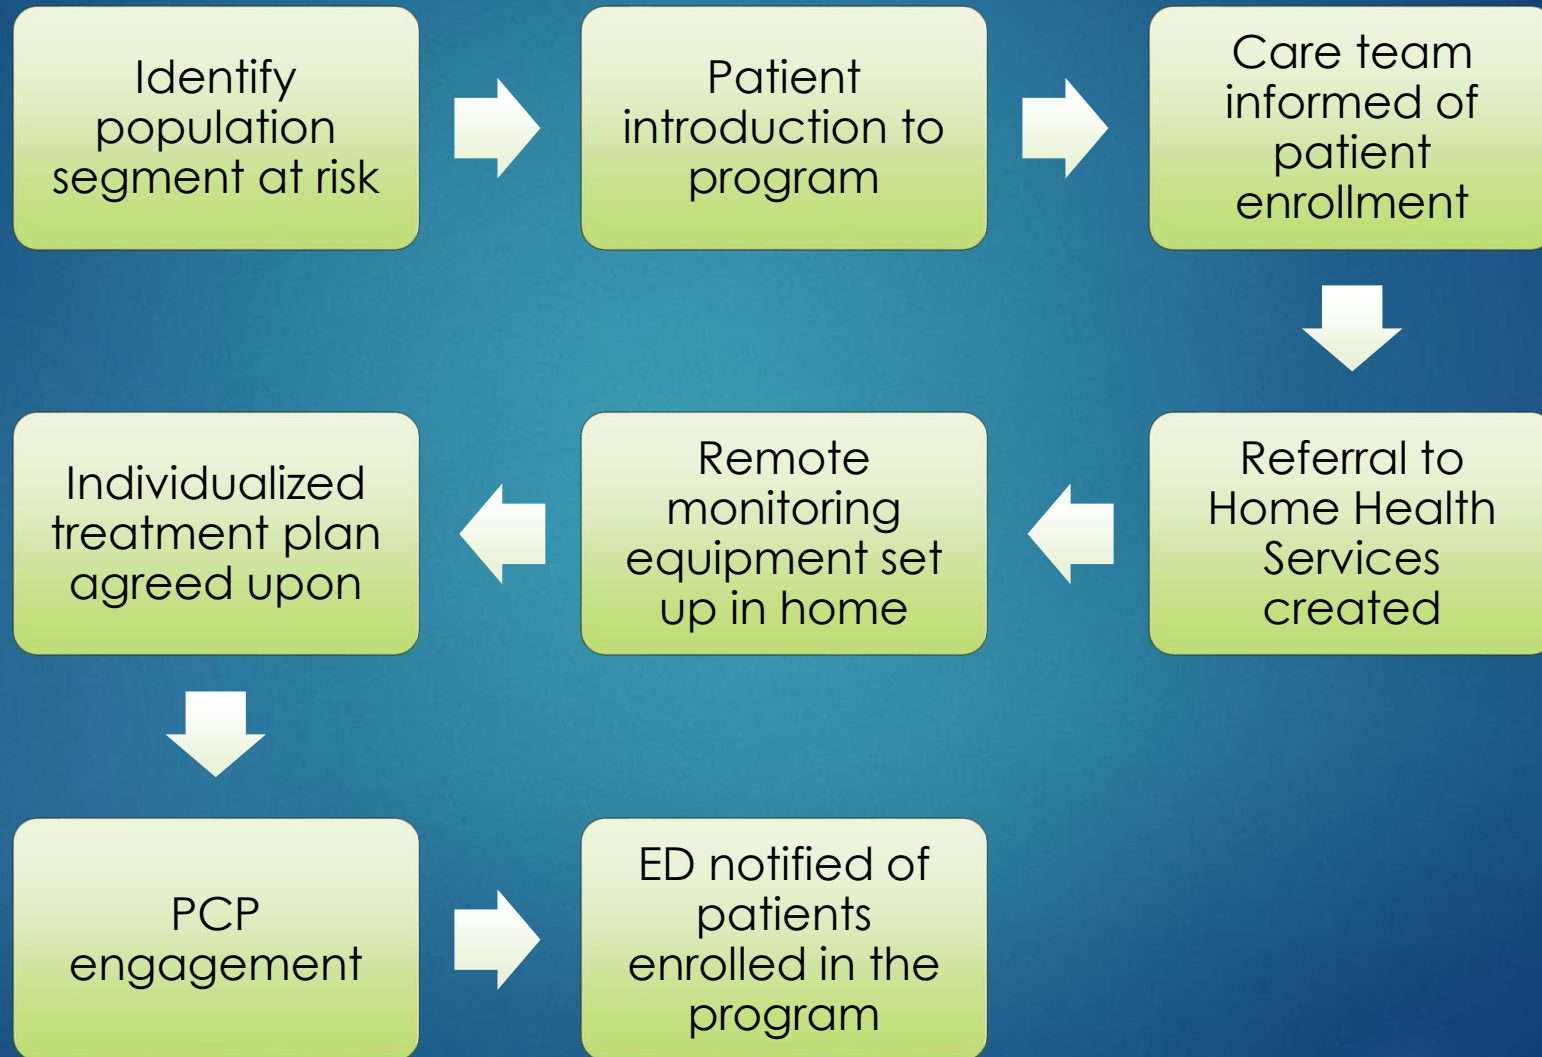 Identify
population
segment at risk
Patient
introduction to
program
Care team
informed of
patient
enrollment
Referral to
Home Health
Services
created
Remote
monitoring
equipment set
up in home
Individualized
treatment plan
agreed upon
PCP
engagement
ED notified of
patients
enrolled in the
program